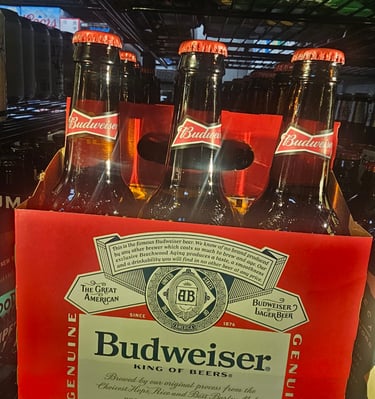 Budweiser
Budweiser
Budweiser
This is the famous Budweiser beer. We know of no brand produced
by any other brewer which costs so much to brew and age. Our
exclusive Beechwood Aging produces a taste, a smoothness
and a drinkability you will find in no other beer at any price.
THE GREAT
AMERICAN
AB
BUDWEISER
LAGER BEER
SINCE
1876
AMERICA
GENUINE
Budweiser
KING OF BEERS
GENU
Brewed by our original process from the
Choicest Hops, Rice and Best Barley